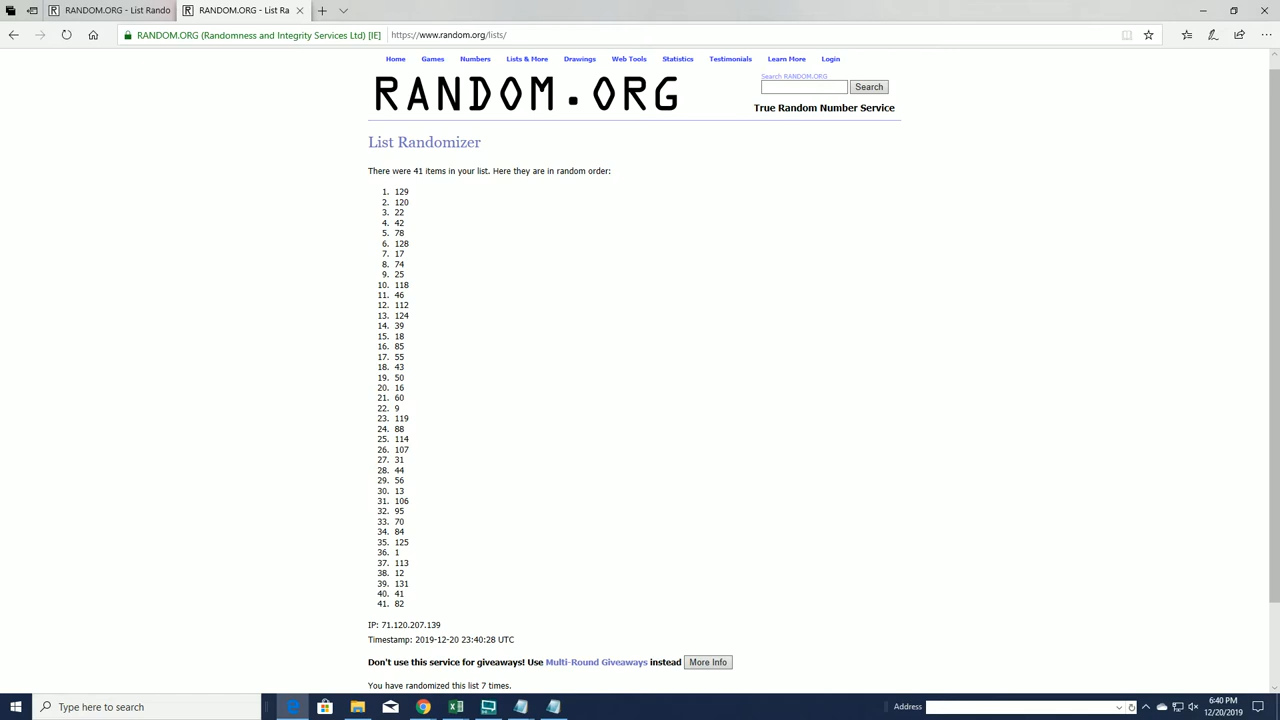 RANDOM.ORG - List Rando
RANDOM.ORG - List Ra
RANDOM.ORG (Randomness and Integrity Services Ltd) [IE]
https://www.random.org/lists/
Home Games Numbers Lists & More Drawings Web Tools Statistics Testimonials Learn More Login
RANDOM.ORG
Search RANDOM.ORG
Search
True Random Number Service
List Randomizer
There were 41 items in your list. Here they are in random order:
1. 129
2. 120
3. 22
4. 42
5. 78
6. 128
7. 17
8. 74
9. 25
10. 118
11. 46
12. 112
13. 124
14. 39
15. 18
16. 85
17. 55
18. 43
19. 50
20. 16
21. 60
22. 9
23. 119
24. 88
25. 114
26. 107
27. 31
28. 44
29. 56
30. 13
31. 106
32. 95
33. 70
34. 84
35. 125
36. 1
37. 113
38. 12
39. 131
40. 41
41. 82
IP: 71.120.207.139
Timestamp: 2019-12-20 23:40:28 UTC
Don't use this service for giveaways! Use Multi-Round Giveaways instead More Info
You have randomized this list 7 times.
Type here to search
Address
6:40 PM
12/20/2019